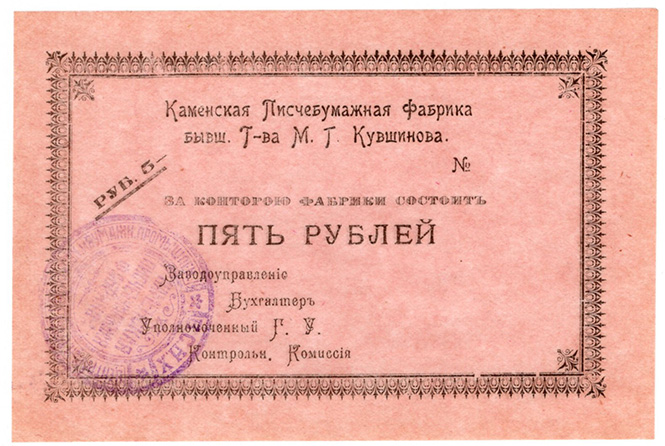 Каменская Писчебумажная Фабрика
бывш. Т-ва М. Г. Кувшинова.
№
РУБ. 5—
ЗА КОНТОРОЮ ФАБРИКИ СОСТОИТЪ
ПЯТЬ РУБЛЕЙ
Заводоуправленіе
Бухгалтеръ
Уполномоченный Г. У.
Контрольн. Комиссія
В.С.Н.Х.